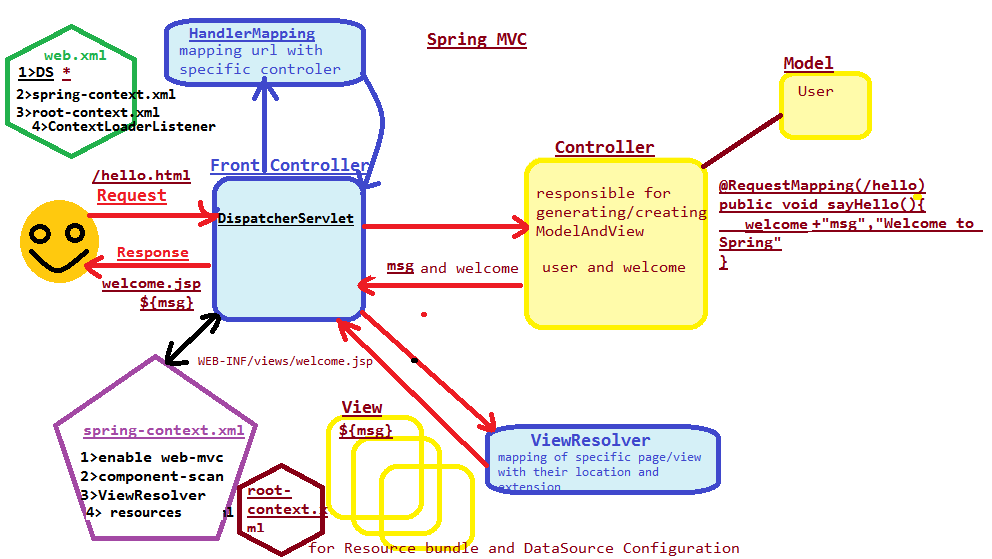 HandlerMapping
mapping url with
specific controler
Spring MVC
web.xml
1>DS *
2>spring-context.xml
3>root-context.xml
4>ContextLoaderListener
Model
User
Front Controller
Controller
/hello.html
Request
DispatcherServlet
responsible for
generating/creating
ModelAndView
user and welcome
@RequestMapping(/hello)
public void sayHello(){
welcome+"msg","Welcome to
Spring"
}
Response
welcome.jsp
${msg}
msg and welcome
WEB-INF/views/welcome.jsp
spring-context.xml
1>enable web-mvc
2>component-scan
3>ViewResolver
4> resources
root-
context.x
ml
View
${msg}
ViewResolver
mapping of specific page/view
with their location and
extension
for Resource bundle and DataSource Configuration